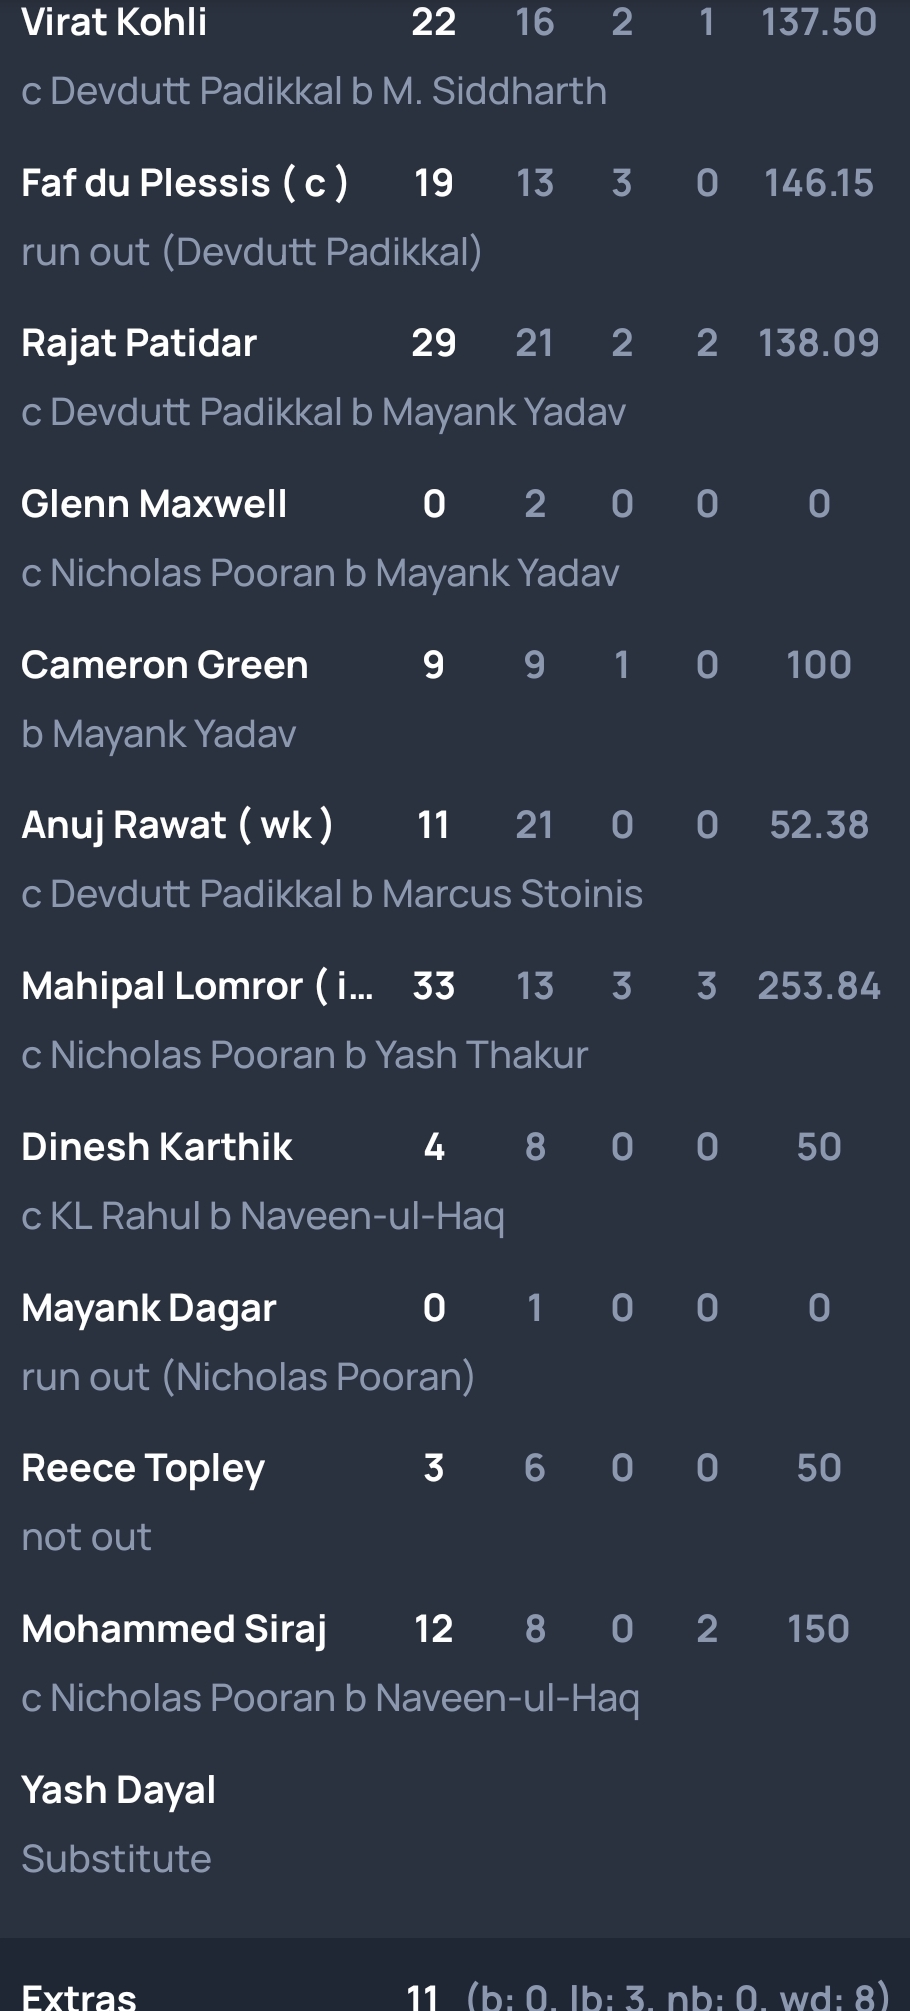 Virat Kohli 22 16 2 1 137.50
c Devdutt Padikkal b M. Siddharth
Faf du Plessis ( c ) 19 13 3 0 146.15
run out (Devdutt Padikkal)
Rajat Patidar 29 21 2 2 138.09
c Devdutt Padikkal b Mayank Yadav
Glenn Maxwell 0 2 0 0 0
c Nicholas Pooran b Mayank Yadav
Cameron Green 9 9 1 0 100
b Mayank Yadav
Anuj Rawat ( wk ) 11 21 0 0 52.38
c Devdutt Padikkal b Marcus Stoinis
Mahipal Lomror ( i... 33 13 3 3 253.84
c Nicholas Pooran b Yash Thakur
Dinesh Karthik 4 8 0 0 50
c KL Rahul b Naveen-ul-Haq
Mayank Dagar 0 1 0 0 0
run out (Nicholas Pooran)
Reece Topley 3 6 0 0 50
not out
Mohammed Siraj 12 8 0 2 150
c Nicholas Pooran b Naveen-ul-Haq
Yash Dayal
Substitute
Extras 11 (b: 0, lb: 3, nb: 0, wd: 8)